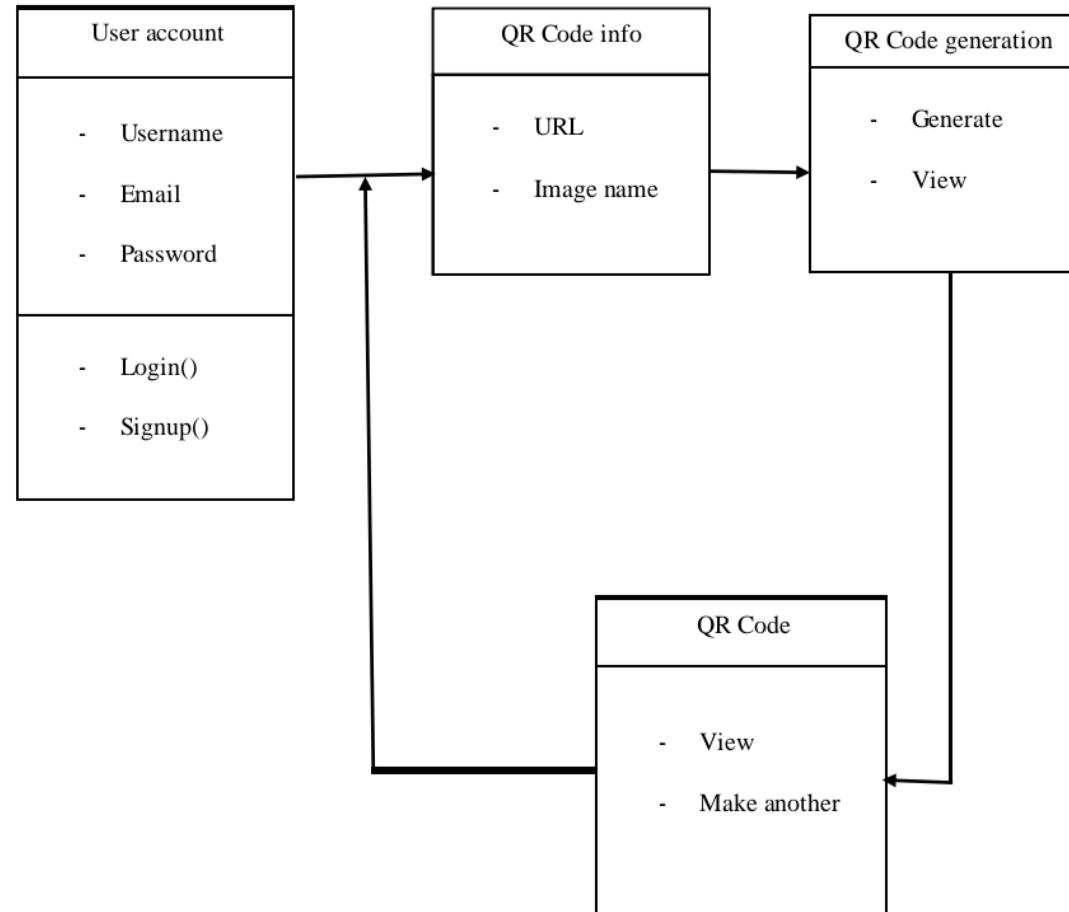 User account
- Username
- Email
- Password
- Login()
- Signup()
QR Code info
- URL
- Image name
QR Code generation
- Generate
- View
QR Code
- View
- Make another